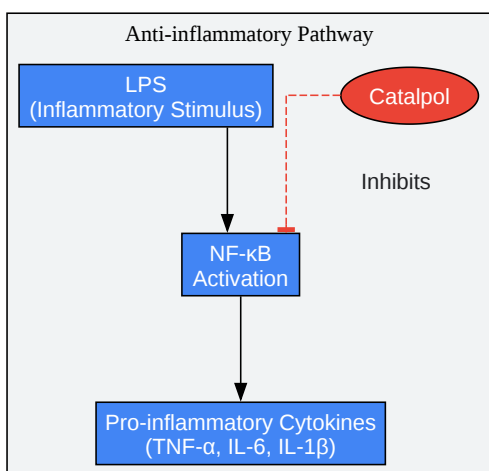 Anti-inflammatory Pathway
LPS
(Inflammatory Stimulus)
Catalpol
Inhibits
NF-κB
Activation
Pro-inflammatory Cytokines
(TNF-α, IL-6, IL-1β)